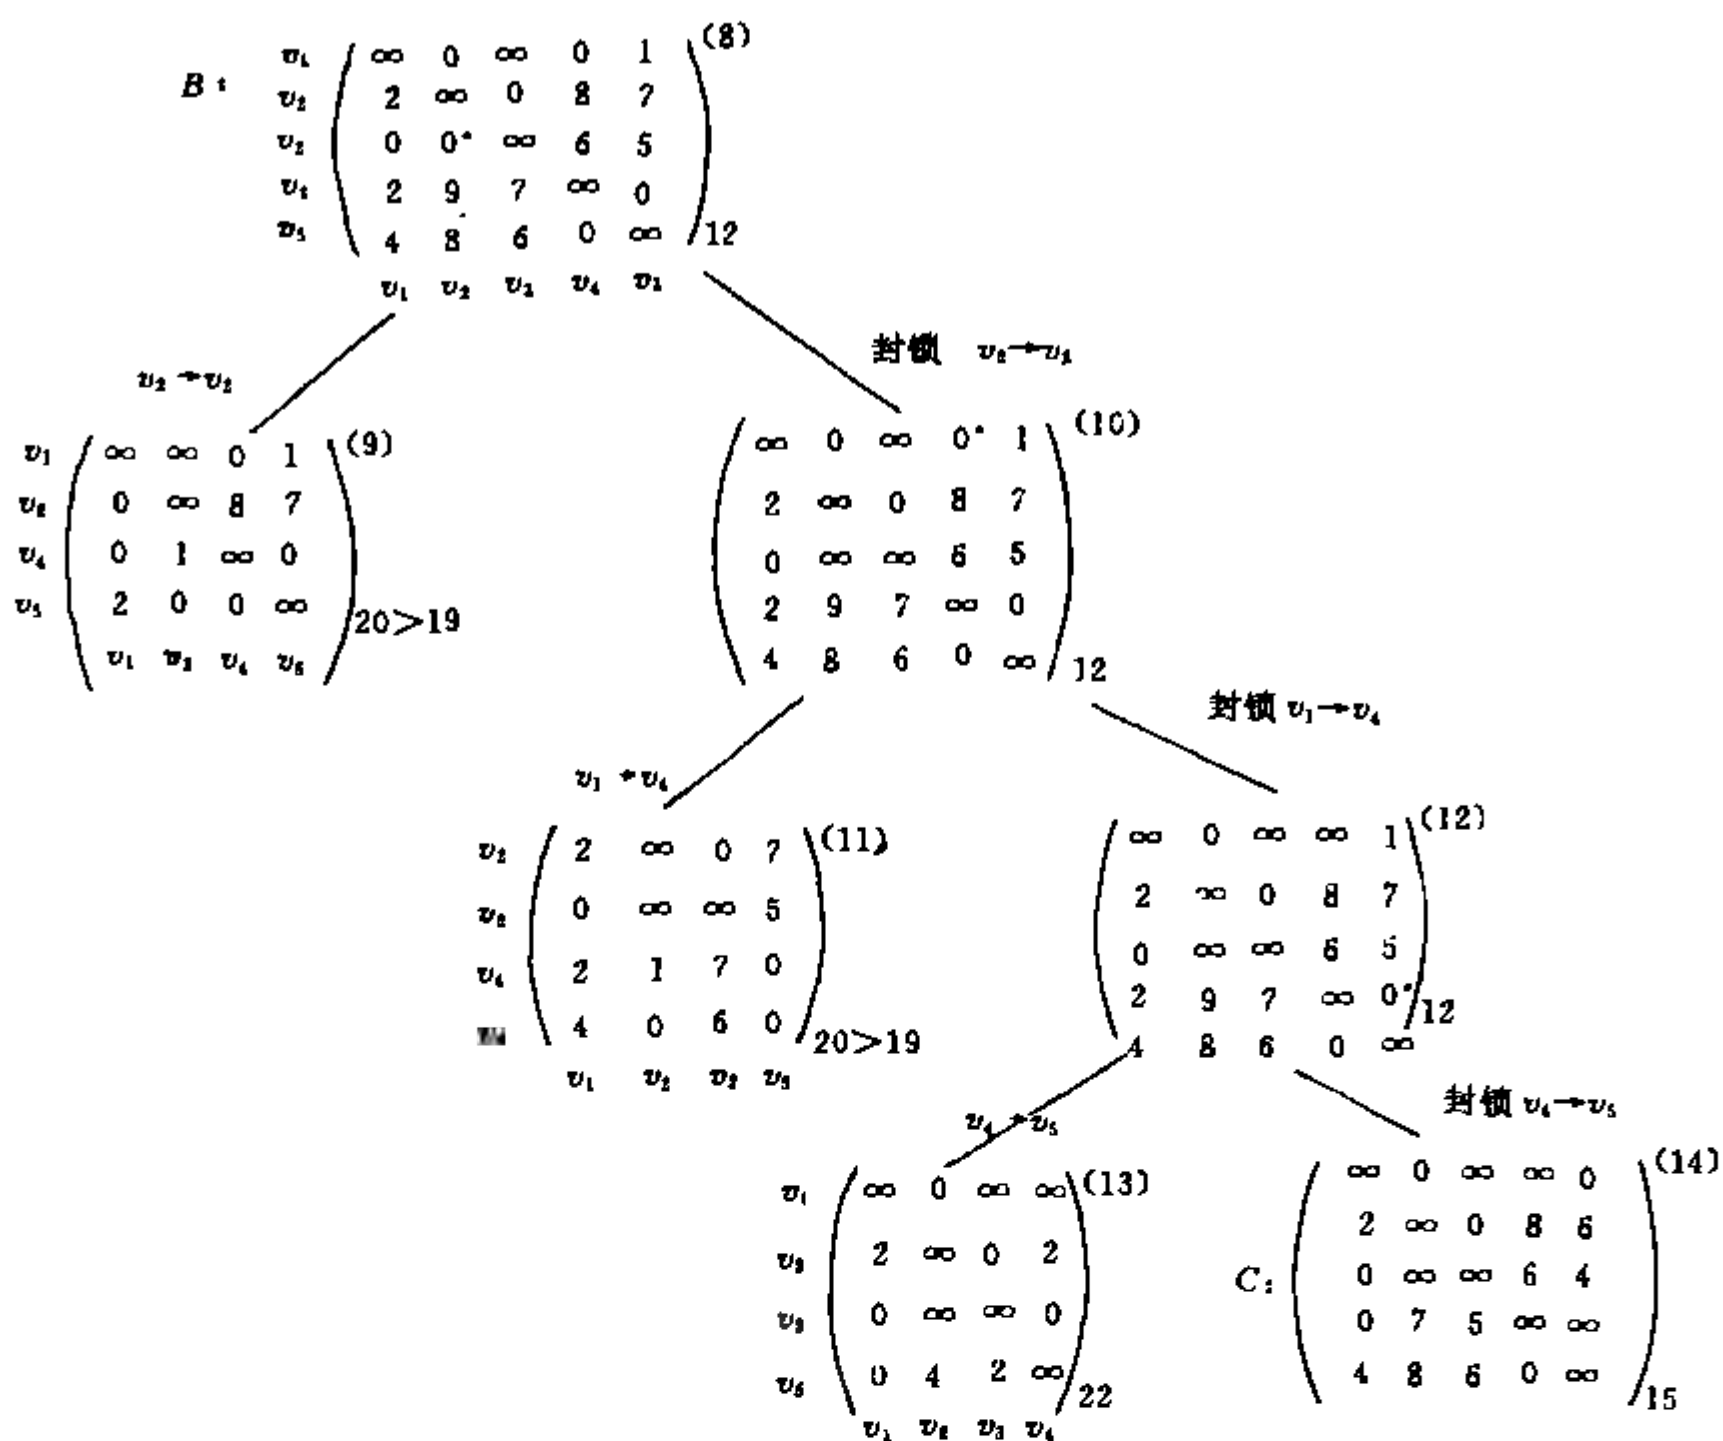 B: v₁ ∞ 0 ∞ 0 1 (8)
v₂ 2 ∞ 0 8 7
v₂ 0 0* ∞ 6 5
2 9 7 ∞ 0
v₅ 4 8 6 0 ∞ 12
v₁ v₂ v₄
v₂→v₂ 封锁 v₂→v₃
v₁ ∞ ∞ 0 1 (9)
v₂ 0 ∞ 8 7
v₄ 0 1 ∞ 0
v₅ 2 0 0 ∞ 20>19
v₁ v₃ v₄ v₅
∞ 0 ∞ 0* 1 (10)
2 ∞ 0 8 7
0 ∞ ∞ 6 5
2 9 7 ∞ 0
4 8 6 0 ∞ 12
v₁→v₄ 封锁 v₁→v₄
v₂ 2 ∞ 0 7 (11)
v₂ 0 ∞ ∞ 5
v₄ 2 1 7 0
4 0 6 0 20>19
v₁ v₂ v₂ v₅
∞ 0 ∞ ∞ 1 (12)
2 ∞ 0 8 7
0 ∞ ∞ 6 5
2 9 7 ∞ 0* 12
4 8 6 0 ∞
v₄→v₅ 封锁 v₄→v₅
v₁ ∞ 0 ∞ ∞ (13)
v₂ 2 ∞ 0 2
v₃ 0 ∞ ∞ 0
v₅ 0 4 2 ∞ 22
v₁ v₂ v₃ v₄
∞ 0 ∞ ∞ 0 (14)
2 ∞ 0 8 6
C: 0 ∞ ∞ 6 4
0 7 5 ∞ ∞
4 8 6 0 ∞ 15